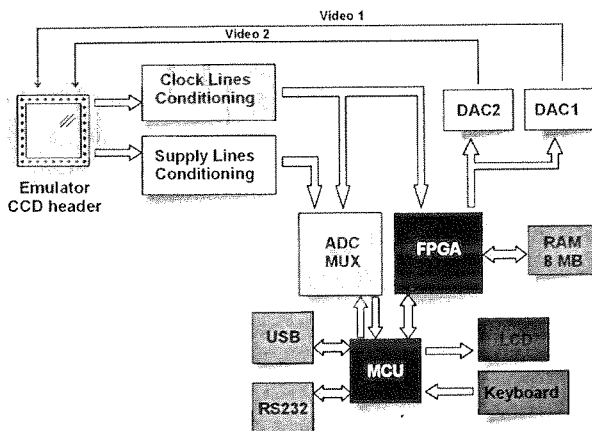 Video 1
Video 2
Clock Lines
Conditioning
DAC2
DAC1
Supply Lines
Conditioning
Emulator
CCD header
ADC
MUX
FPGA
RAM
8 MB
USB
LCD
MCU
RS232
Keyboard